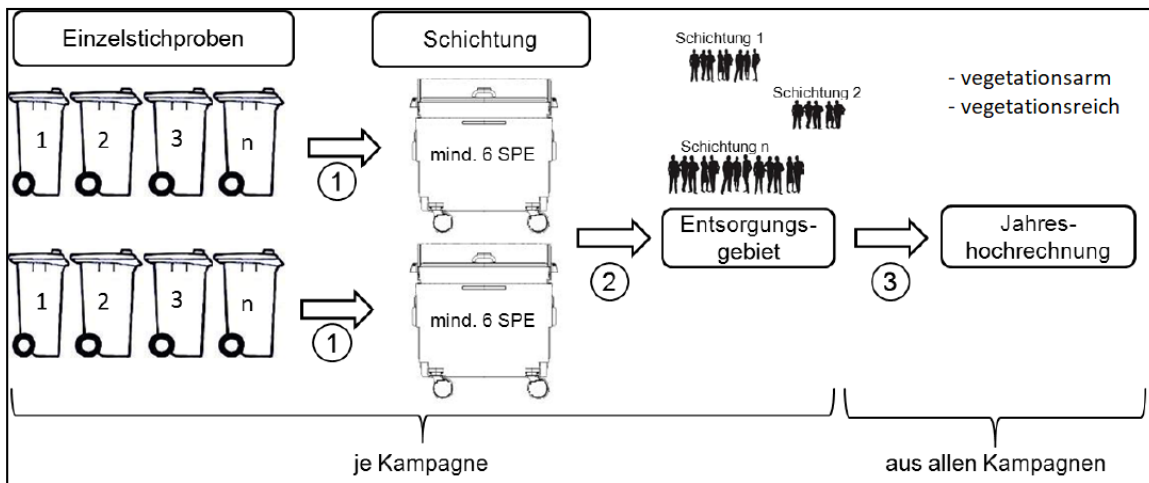 Einzelstichproben
Schichtung
Schichtung 1
Schichtung 2
Schichtung n
- vegetationsarm
- vegetationsreich
1 2 3 n
1
mind. 6 SPE
1 2 3 n
1
mind. 6 SPE
2
Entsorgungs-
gebiet
3
Jahres-
hochrechnung
je Kampagne
aus allen Kampagnen